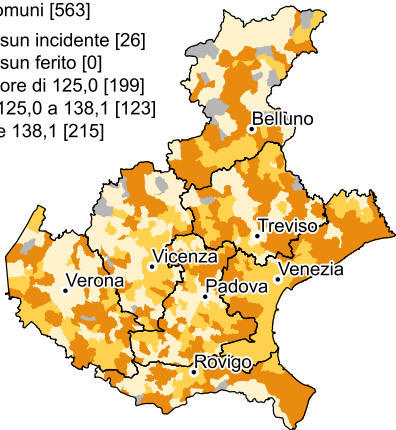 omuni [563]
sun incidente [26]
sun ferito [0]
ore di 125,0 [199]
125,0 a 138,1 [123]
e 138,1 [215]
Belluno
Treviso
Vicenza
Venezia
Verona
Padova
Rovigo